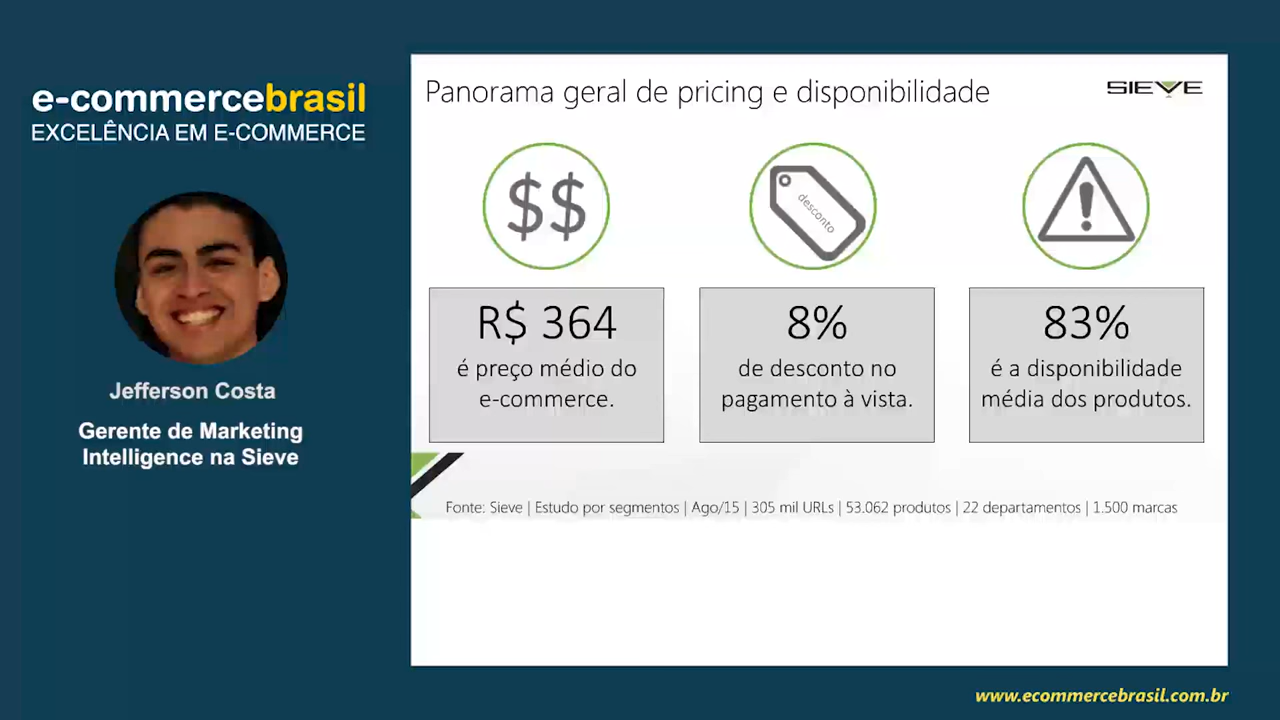 e-commercebrasil
EXCELÊNCIA EM E-COMMERCE
Jefferson Costa
Gerente de Marketing
Intelligence na Sieve
Panorama geral de pricing e disponibilidade
SIEVE
$$
desconto
R$ 364
é preço médio do
e-commerce.
8%
de desconto no
pagamento à vista.
83%
é a disponibilidade
média dos produtos.
Fonte: Sieve | Estudo por segmentos | Ago/15 | 305 mil URLs | 53.062 produtos | 22 departamentos | 1.500 marcas
www.ecommercebrasil.com.br